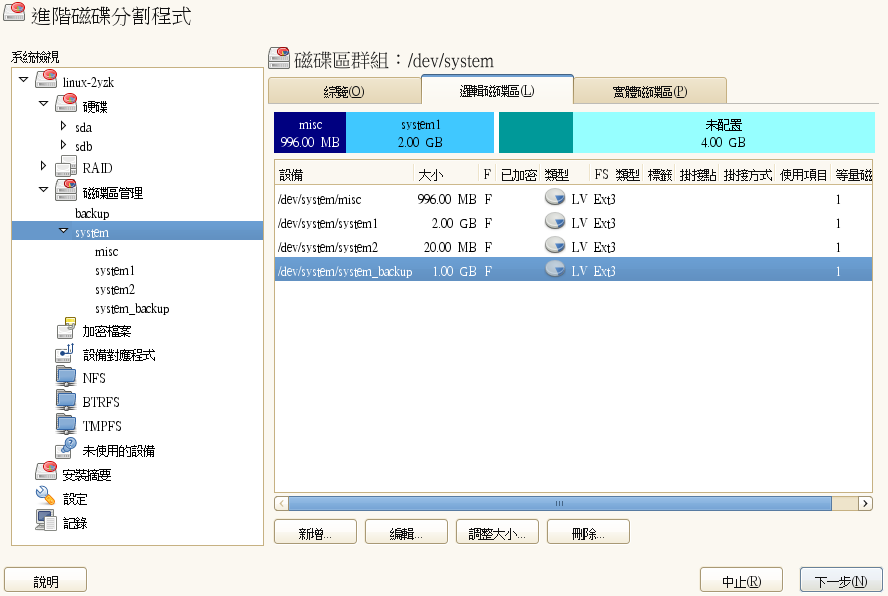 進階磁碟分割程式
系統檢視
linux-2yzk
硬碟
sda
sdb
RAID
磁碟區管理
backup
system
misc
system1
system2
system_backup
加密檔案
設備對應程式
NFS
BTRFS
TMPFS
未使用的設備
安裝摘要
設定
記錄
磁碟區群組：/dev/system
綜覽(O) 邏輯磁碟區(L) 實體磁碟區(P)
misc system1 未配置
996.00 MB 2.00 GB 4.00 GB
設備 大小 F 已加密 類型 FS 類型 標籤 掛接點 掛接方式 使用項目 等量磁
/dev/system/misc 996.00 MB F LV Ext3 1
/dev/system/system1 2.00 GB F LV Ext3 1
/dev/system/system2 20.00 MB F LV Ext3 1
/dev/system/system_backup 1.00 GB F LV Ext3 1
新增... 編輯... 調整大小... 刪除...
說明 中止(R) 下一步(N)